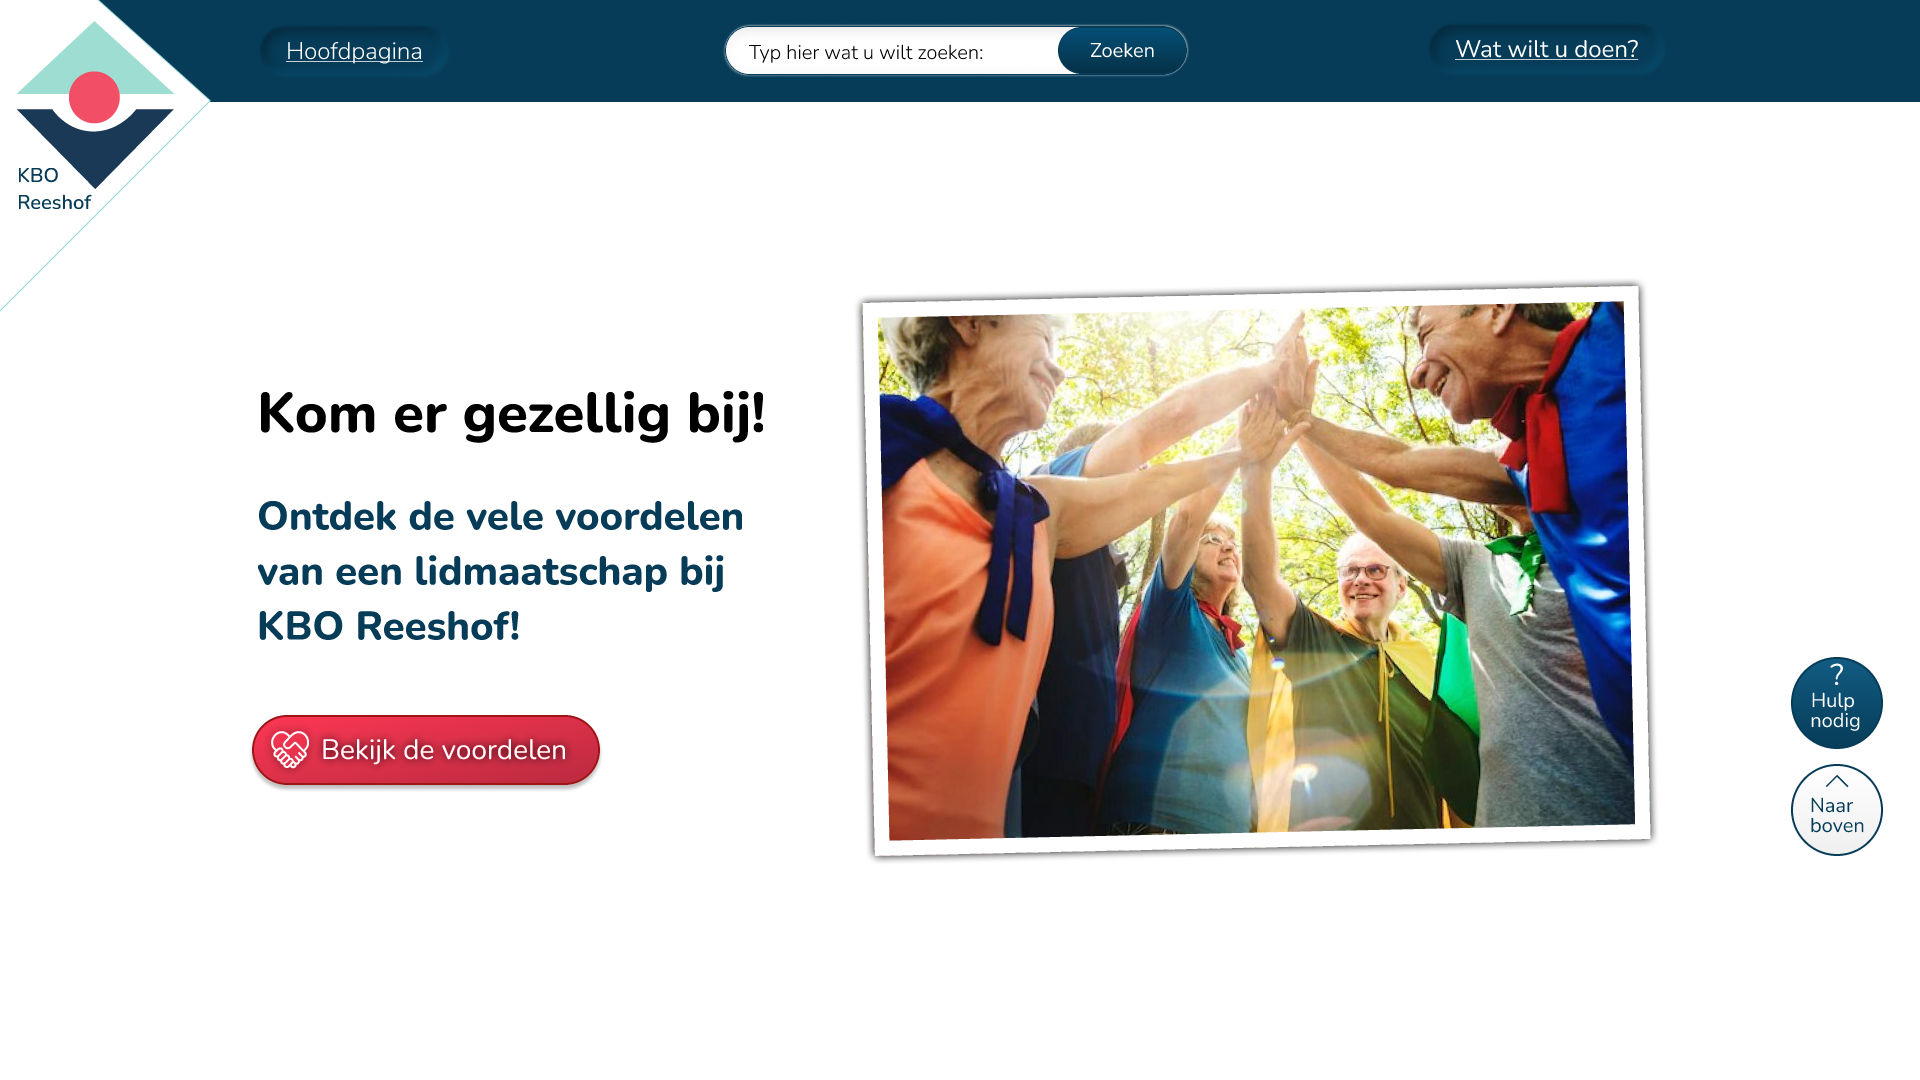 Hoofdpagina
Typ hier wat u wilt zoeken:
Zoeken
Wat wilt u doen?
KBO
Reeshof
Kom er gezellig bij!
Ontdek de vele voordelen
van een lidmaatschap bij
KBO Reeshof!
Bekijk de voordelen
?
Hulp
nodig
Naar
boven